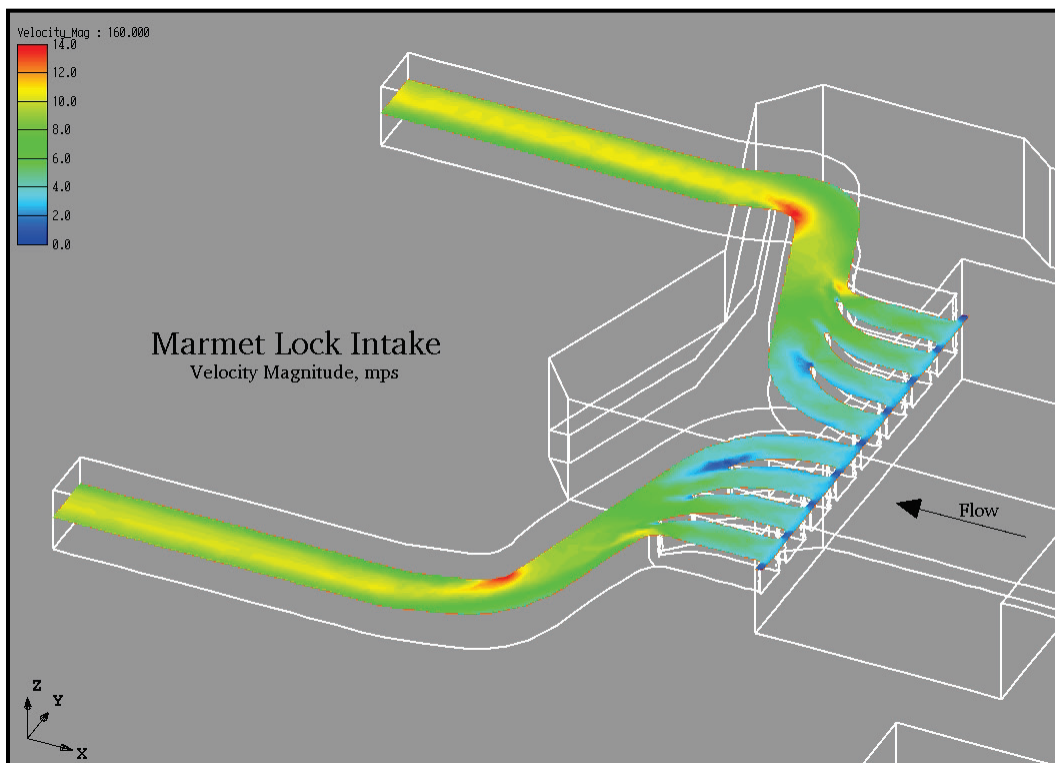 Velocity_Mag : 160.000
14.0
12.0
10.0
8.0
6.0
4.0
2.0
0.0
Marmet Lock Intake
Velocity Magnitude, mps
Flow
Z
Y
X